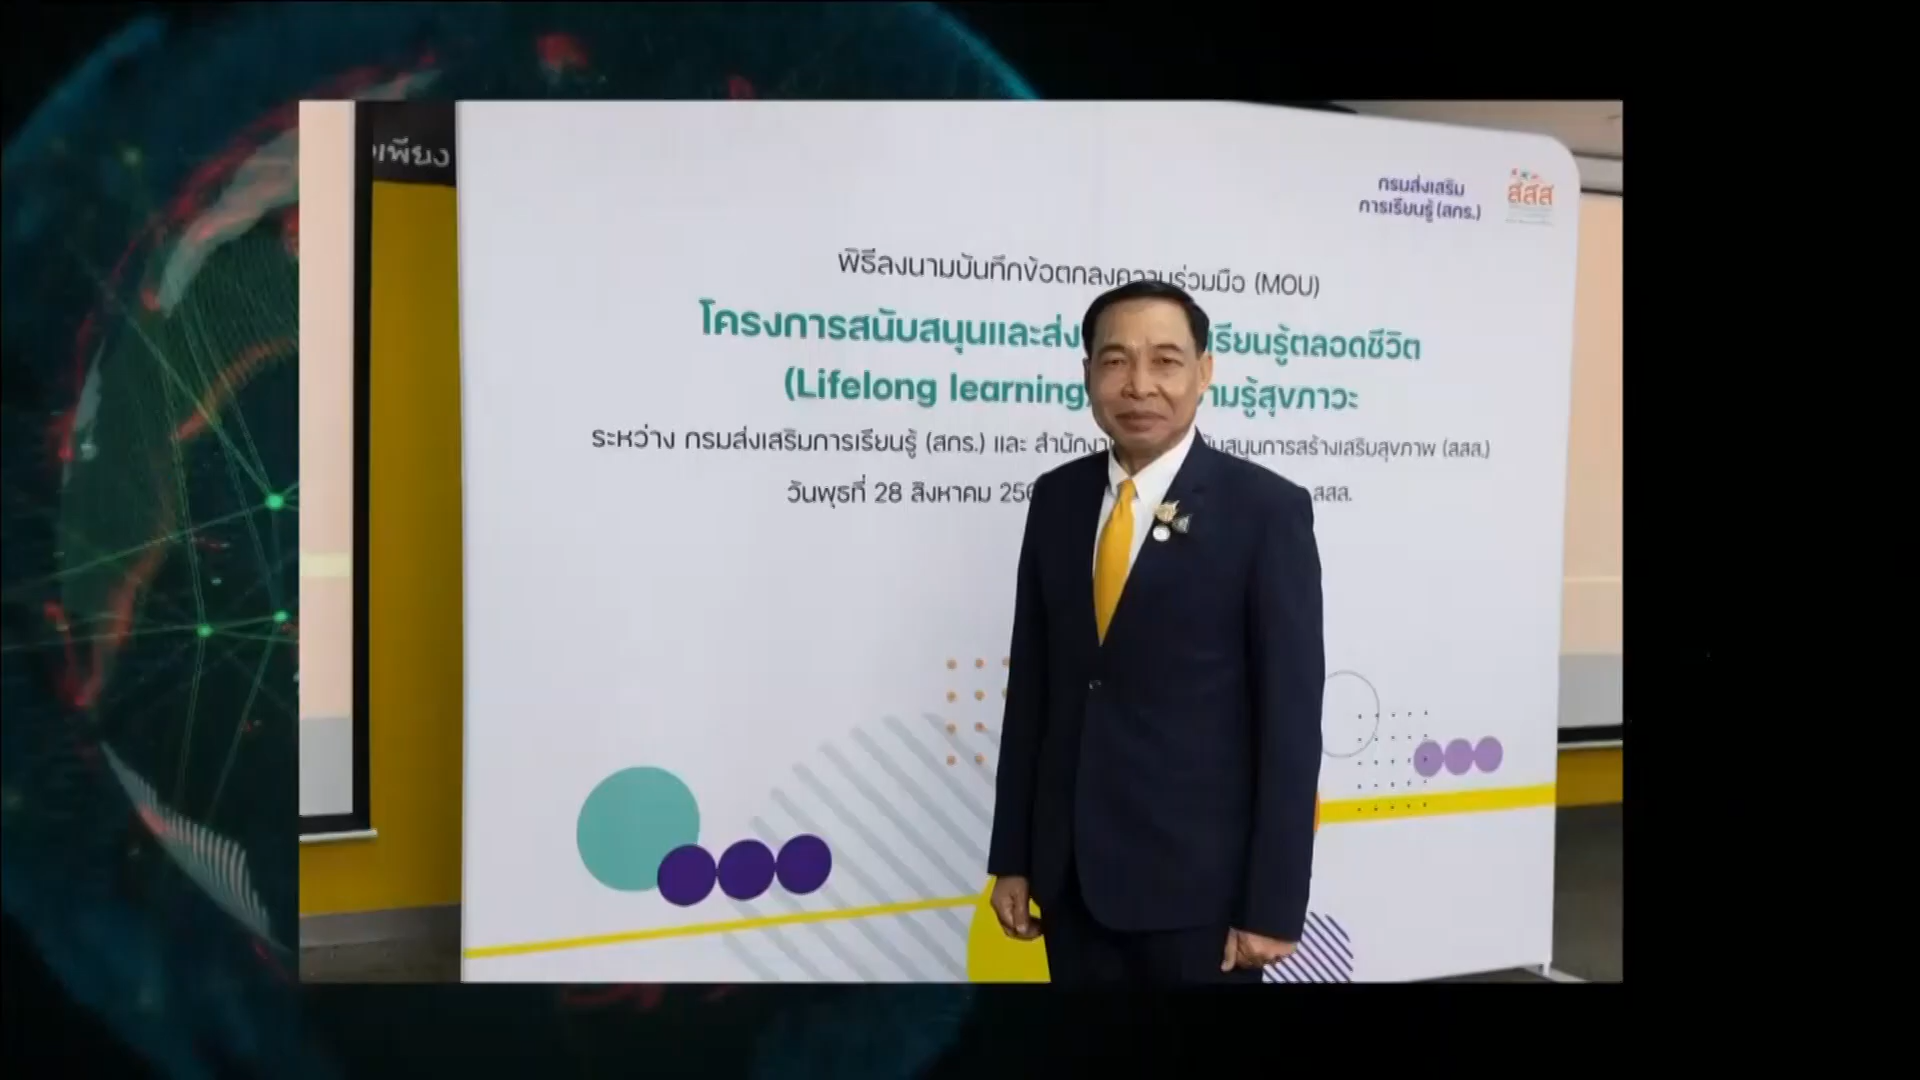 เพียง
กรมส่งเสริม
การเรียนรู้ (สกร.)
สสส
พิธีลงนามบันทึกข้อตกลงความร่วมมือ (MOU)
โครงการสนับสนุนและส่ง เรียนรู้ตลอดชีวิต
(Lifelong learning) ามรู้สุขภาวะ
ระหว่าง กรมส่งเสริมการเรียนรู้ (สกร.) และ สำนักงา บสนุนการสร้างเสริมสุขภาพ (สสส.)
วันพุธที่ 28 สิงหาคม 256 สสส.